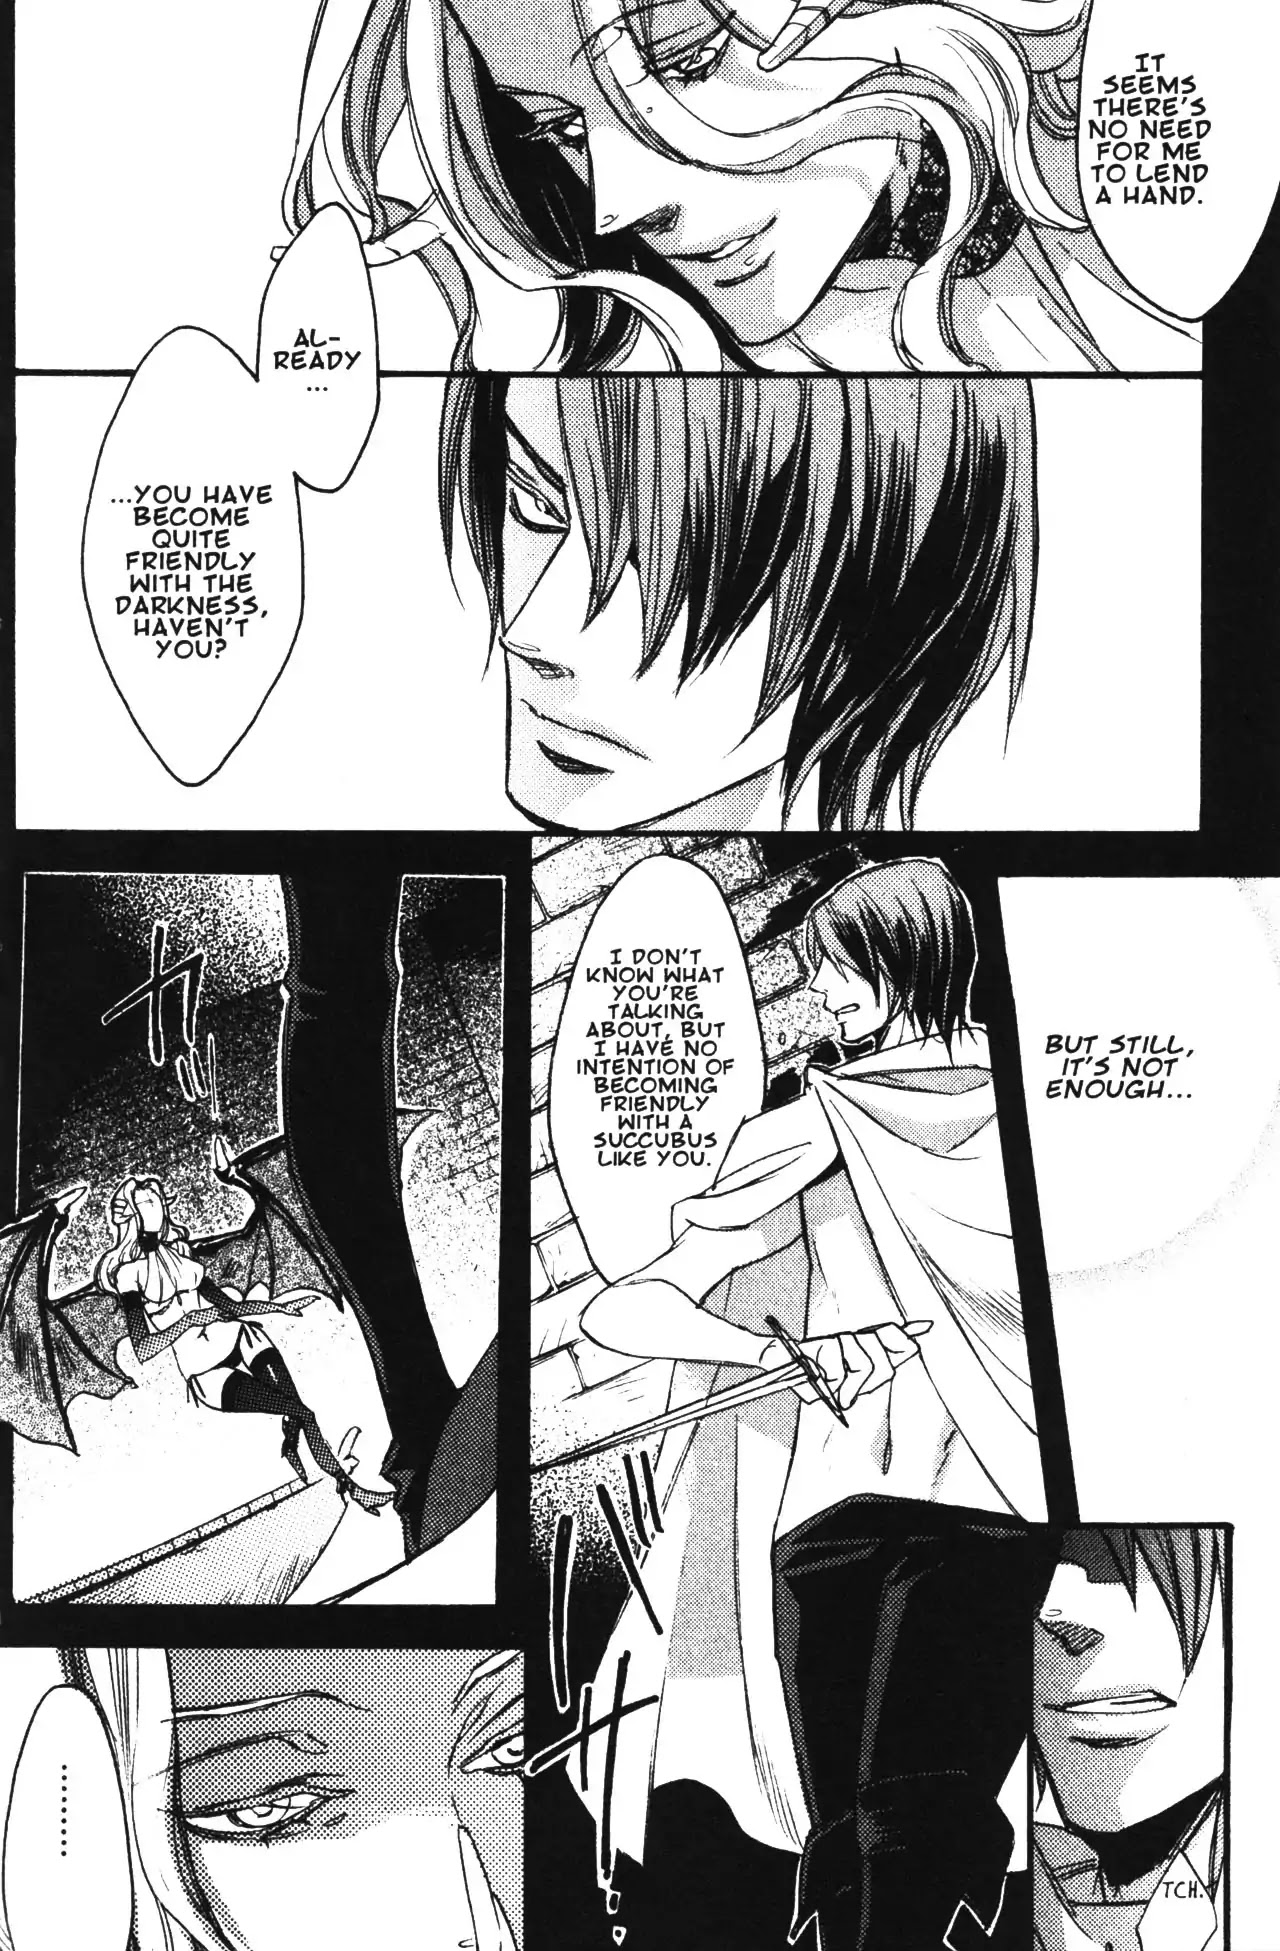 IT
SEEMS
THERE'S
NO NEED
FOR ME
TO LEND
A HAND.
AL-
READY
...
...YOU HAVE
BECOME
QUITE
FRIENDLY
WITH THE
DARKNESS,
HAVEN'T
YOU?
BUT STILL,
IT'S NOT
ENOUGH...
I DON'T
KNOW WHAT
YOU'RE
TALKING
ABOUT, BUT
I HAVE NO
INTENTION OF
BECOMING
FRIENDLY
WITH A
SUCCUBUS
LIKE YOU.
TCH.
.........